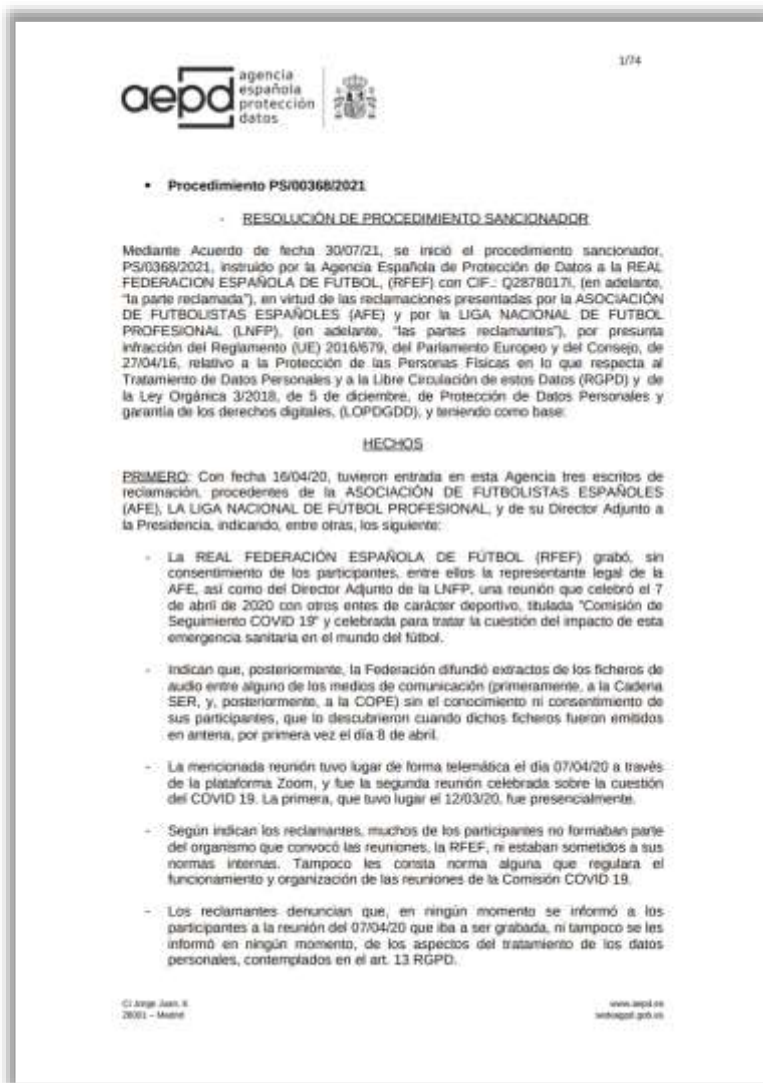 1/74
aepd
agencia
española
protección
datos
• Procedimiento PS/00368/2021
- RESOLUCIÓN DE PROCEDIMIENTO SANCIONADOR
Mediante Acuerdo de fecha 30/07/21, se inició el procedimiento sancionador,
PS/0368/2021, instruido por la Agencia Española de Protección de Datos a la REAL
FEDERACION ESPAÑOLA DE FUTBOL, (RFEF) con CIF.: Q2878017I, (en adelante,
“la parte reclamada”), en virtud de las reclamaciones presentadas por la ASOCIACIÓN
DE FUTBOLISTAS ESPAÑOLES (AFE) y por la LIGA NACIONAL DE FUTBOL
PROFESIONAL (LNFP), (en adelante, “las partes reclamantes”), por presunta
infracción del Reglamento (UE) 2016/679, del Parlamento Europeo y del Consejo, de
27/04/16, relativo a la Protección de las Personas Físicas en lo que respecta al
Tratamiento de Datos Personales y a la Libre Circulación de estos Datos (RGPD) y de
la Ley Orgánica 3/2018, de 5 de diciembre, de Protección de Datos Personales y
garantía de los derechos digitales, (LOPDGDD), y teniendo como base:
HECHOS
PRIMERO: Con fecha 16/04/20, tuvieron entrada en esta Agencia tres escritos de
reclamación, procedentes de la ASOCIACIÓN DE FUTBOLISTAS ESPAÑOLES
(AFE), LA LIGA NACIONAL DE FÚTBOL PROFESIONAL, y de su Director Adjunto a
la Presidencia, indicando, entre otras, los siguiente:
- La REAL FEDERACIÓN ESPAÑOLA DE FÚTBOL (RFEF) grabó, sin
consentimiento de los participantes, entre ellos la representante legal de la
AFE, así como del Director Adjunto de la LNFP, una reunión que celebró el 7
de abril de 2020 con otros entes de carácter deportivo, titulada "Comisión de
Seguimiento COVID 19" y celebrada para tratar la cuestión del impacto de esta
emergencia sanitaria en el mundo del fútbol.
- Indican que, posteriormente, la Federación difundió extractos de los ficheros de
audio entre alguno de los medios de comunicación (primeramente, a la Cadena
SER, y, posteriormente, a la COPE) sin el conocimiento ni consentimiento de
sus participantes, que lo descubrieron cuando dichos ficheros fueron emitidos
en antena, por primera vez el día 8 de abril.
- La mencionada reunión tuvo lugar de forma telemática el día 07/04/20 a través
de la plataforma Zoom, y fue la segunda reunión celebrada sobre la cuestión
del COVID 19. La primera, que tuvo lugar el 12/03/20, fue presencialmente.
- Según indican los reclamantes, muchos de los participantes no formaban parte
del organismo que convocó las reuniones, la RFEF, ni estaban sometidos a sus
normas internas. Tampoco les consta norma alguna que regulara el
funcionamiento y organización de las reuniones de la Comisión COVID 19.
- Los reclamantes denuncian que, en ningún momento se informó a los
participantes a la reunión del 07/04/20 que iba a ser grabada, ni tampoco se les
informó en ningún momento, de los aspectos del tratamiento de los datos
personales, contemplados en el art. 13 RGPD.
C/ Jorge Juan, 6
28001 – Madrid
www.aepd.es
sedeagpd.gob.es